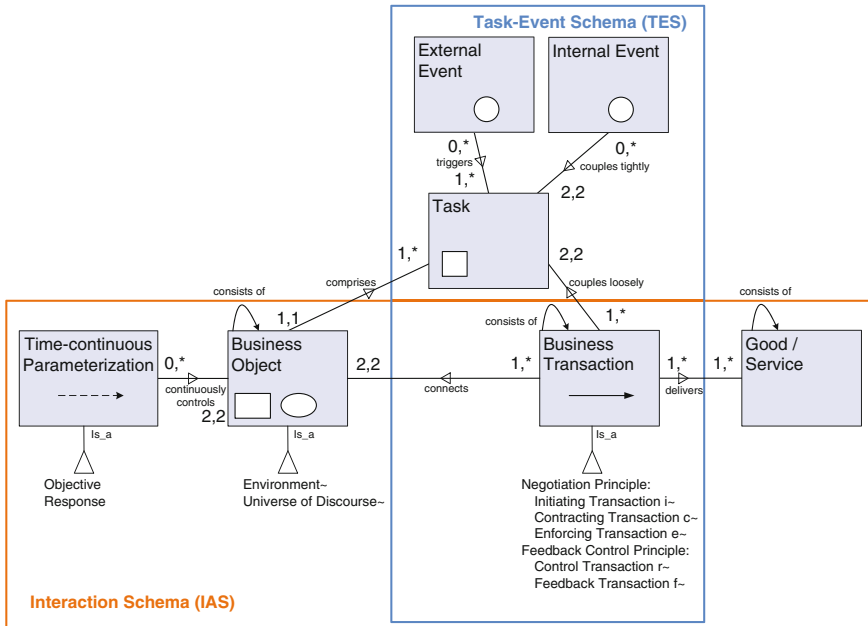 Task-Event Schema (TES)
External
Event
Internal Event
0,*
triggers
1,*
0,*
couples tightly
2,2
Task
1,*
2,2
comprises
couples loosely
consists of
1,1
consists of
1,*
consists of
Time-continuous
Parameterization
0,*
continuously
controls
2,2
Business
Object
2,2
connects
1,*
Business
Transaction
1,*
delivers
1,*
Good /
Service
Is_a
Is_a
Is_a
Objective
Response
Environment~
Universe of Discourse~
Negotiation Principle:
Initiating Transaction i~
Contracting Transaction c~
Enforcing Transaction e~
Feedback Control Principle:
Control Transaction r~
Feedback Transaction f~
Interaction Schema (IAS)